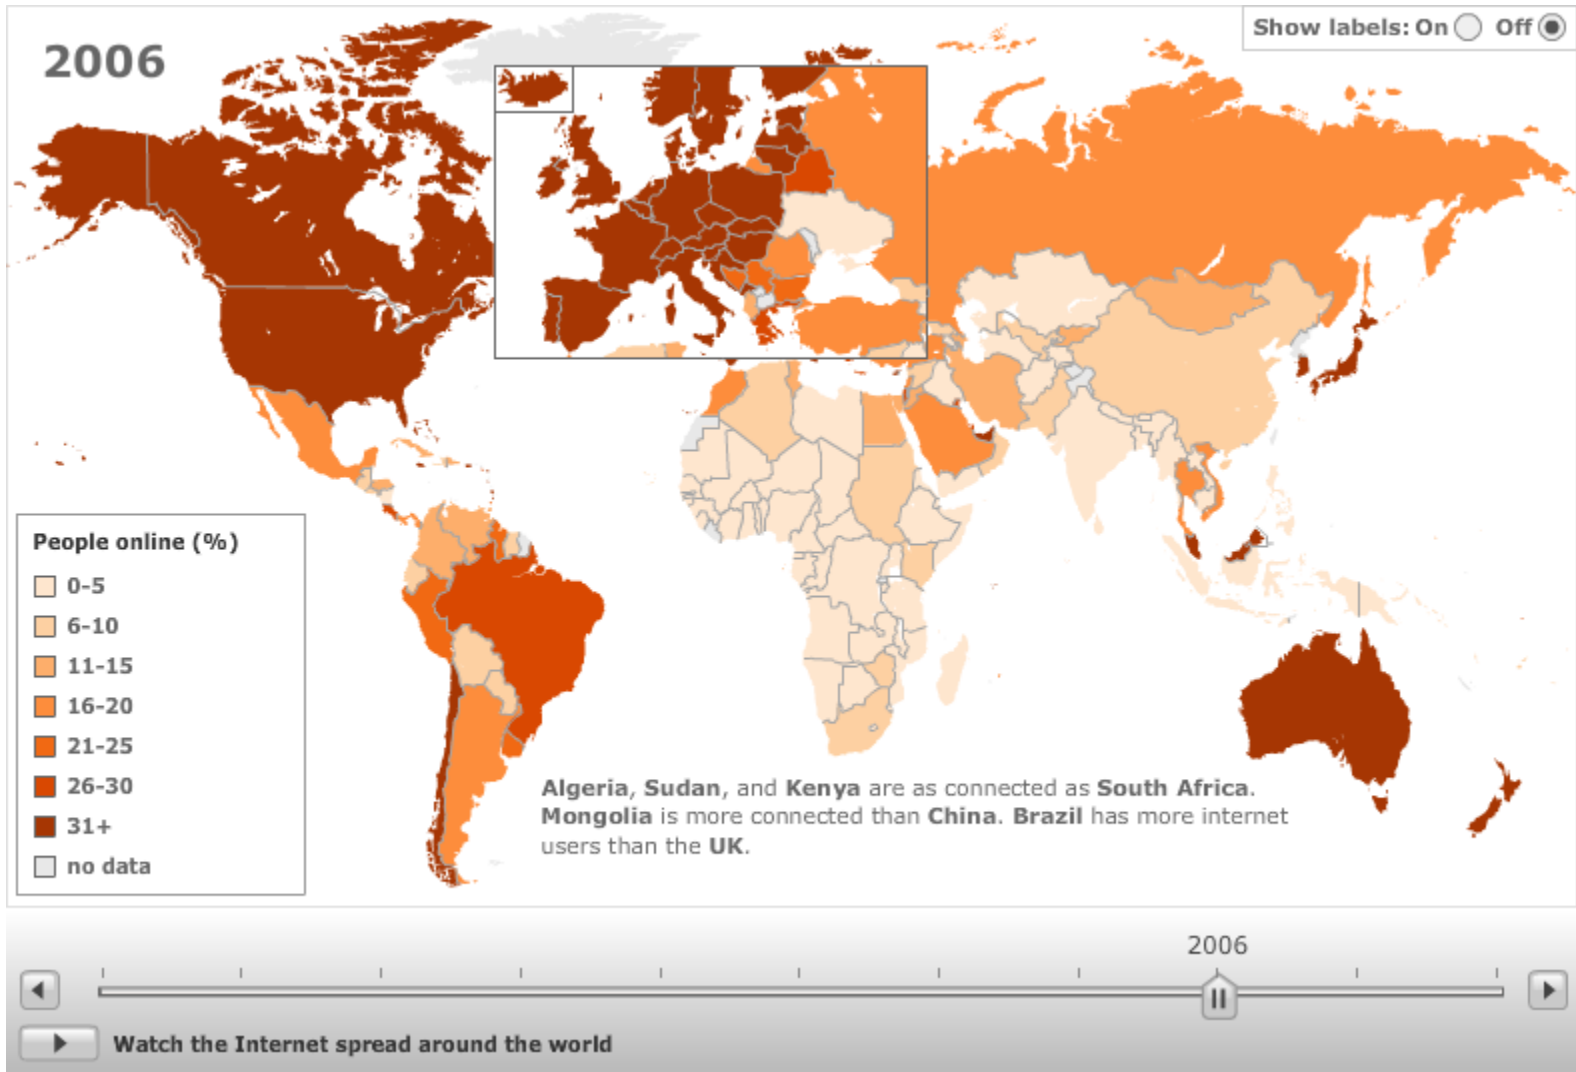 2006
Show labels: On Off
People online (%)
0-5
6-10
11-15
16-20
21-25
26-30
31+
no data
Algeria, Sudan, and Kenya are as connected as South Africa.
Mongolia is more connected than China. Brazil has more internet
users than the UK.
2006
Watch the Internet spread around the world